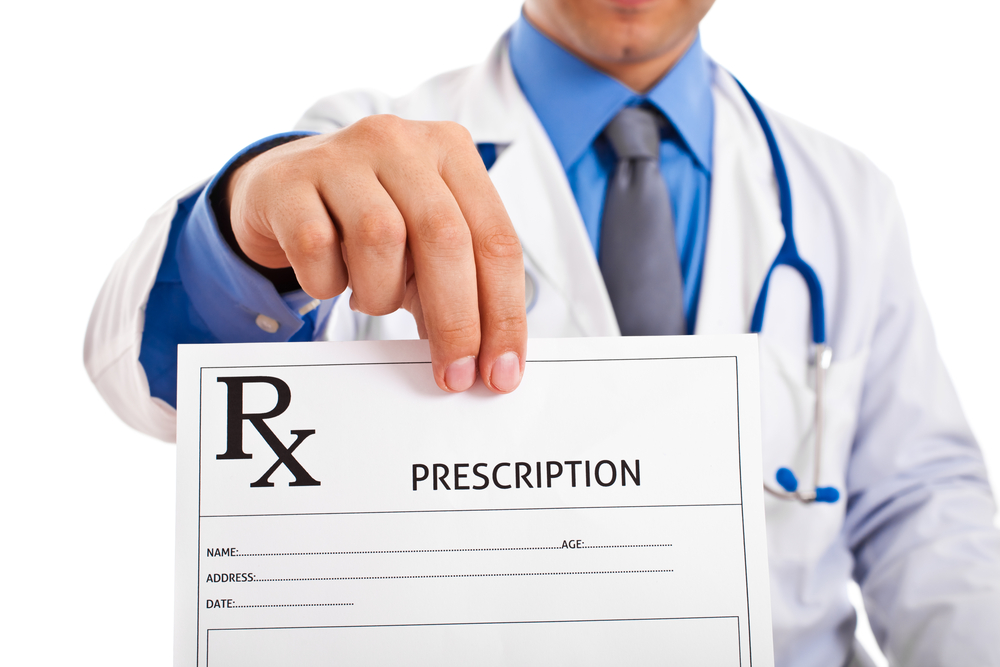 Rx
PRESCRIPTION
NAME:.......... AGE:..........
ADDRESS:..........
DATE:..........